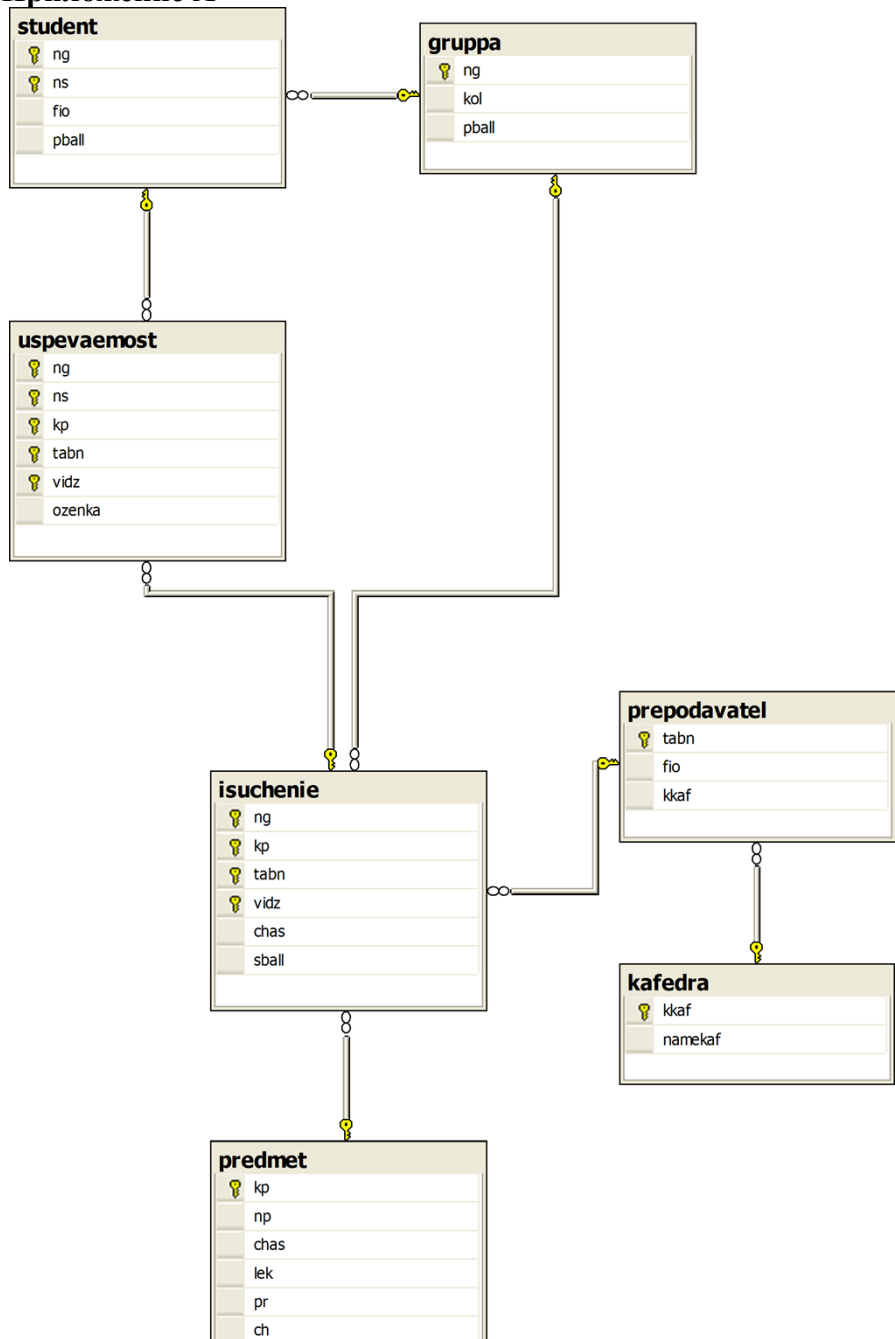 student
ng
ns
fio
pball
gruppa
ng
kol
pball
uspevaemost
ng
ns
kp
tabn
vidz
ozenka
isuchenie
ng
kp
tabn
vidz
chas
sball
prepodavatel
tabn
fio
kkaf
kafedra
kkaf
namekaf
predmet
kp
np
chas
lek
pr
ch